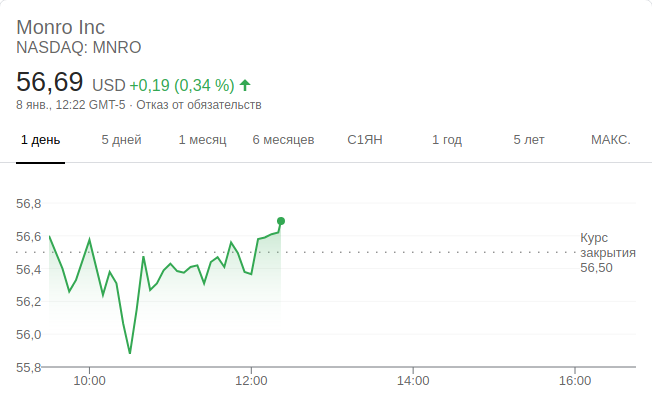 Monro Inc
NASDAQ: MNRO
56,69 USD +0,19 (0,34 %)
8 янв., 12:22 GMT-5 · Отказ от обязательств
1 день 5 дней 1 месяц 6 месяцев С1ЯН 1 год 5 лет МАКС.
56,8
56,6
56,4
56,2
56,0
55,8
Курс
закрытия
56,50
10:00 12:00 14:00 16:00